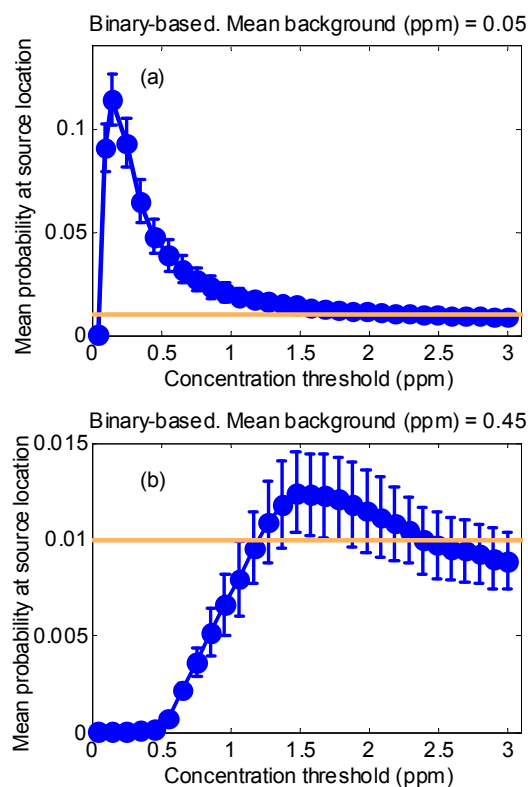 Binary-based. Mean background (ppm) = 0.05
(a)
Mean probability at source location
0.1
0.05
0
0 0.5 1 1.5 2 2.5 3
Concentration threshold (ppm)
Binary-based. Mean background (ppm) = 0.45
(b)
Mean probability at source location
0.015
0.01
0.005
0
0 0.5 1 1.5 2 2.5 3
Concentration threshold (ppm)